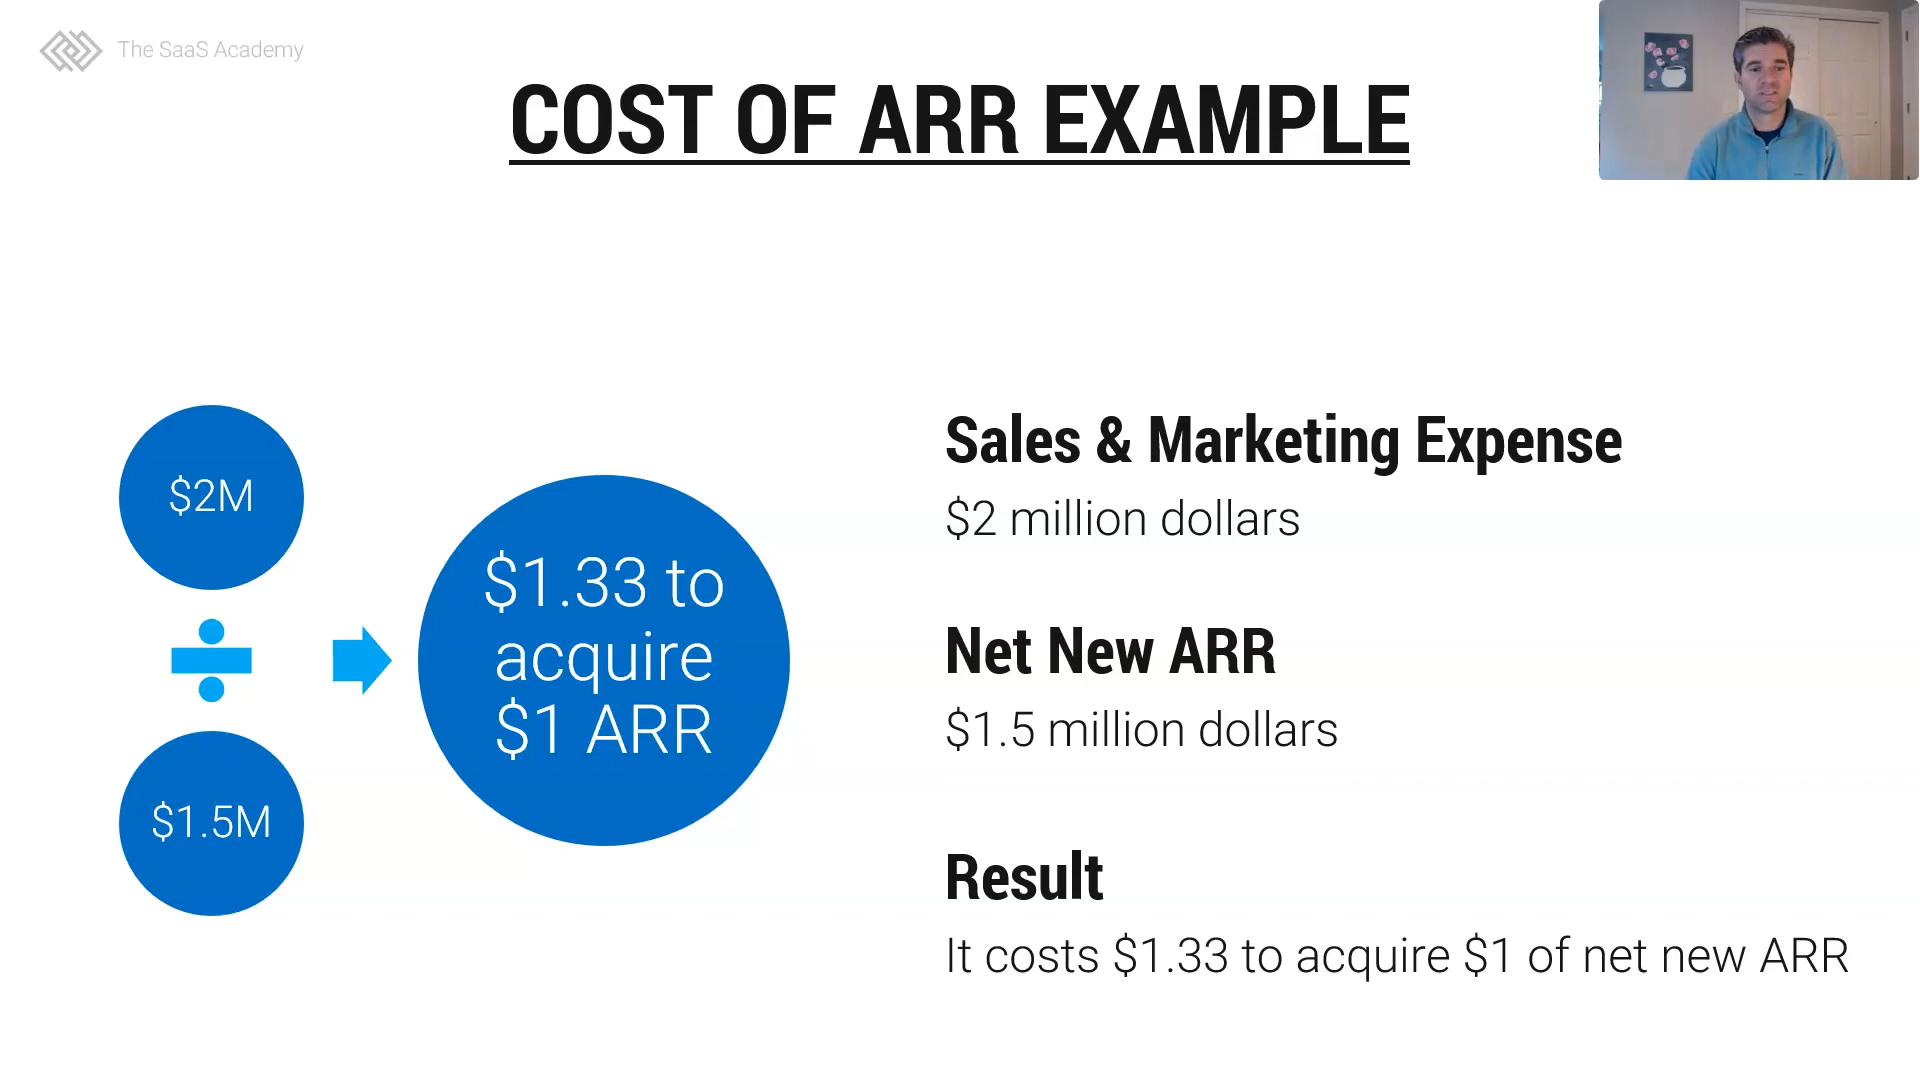 The SaaS Academy
COST OF ARR EXAMPLE
$2M
$1.5M
$1.33 to
acquire
$1 ARR
Sales & Marketing Expense
$2 million dollars
Net New ARR
$1.5 million dollars
Result
It costs $1.33 to acquire $1 of net new ARR